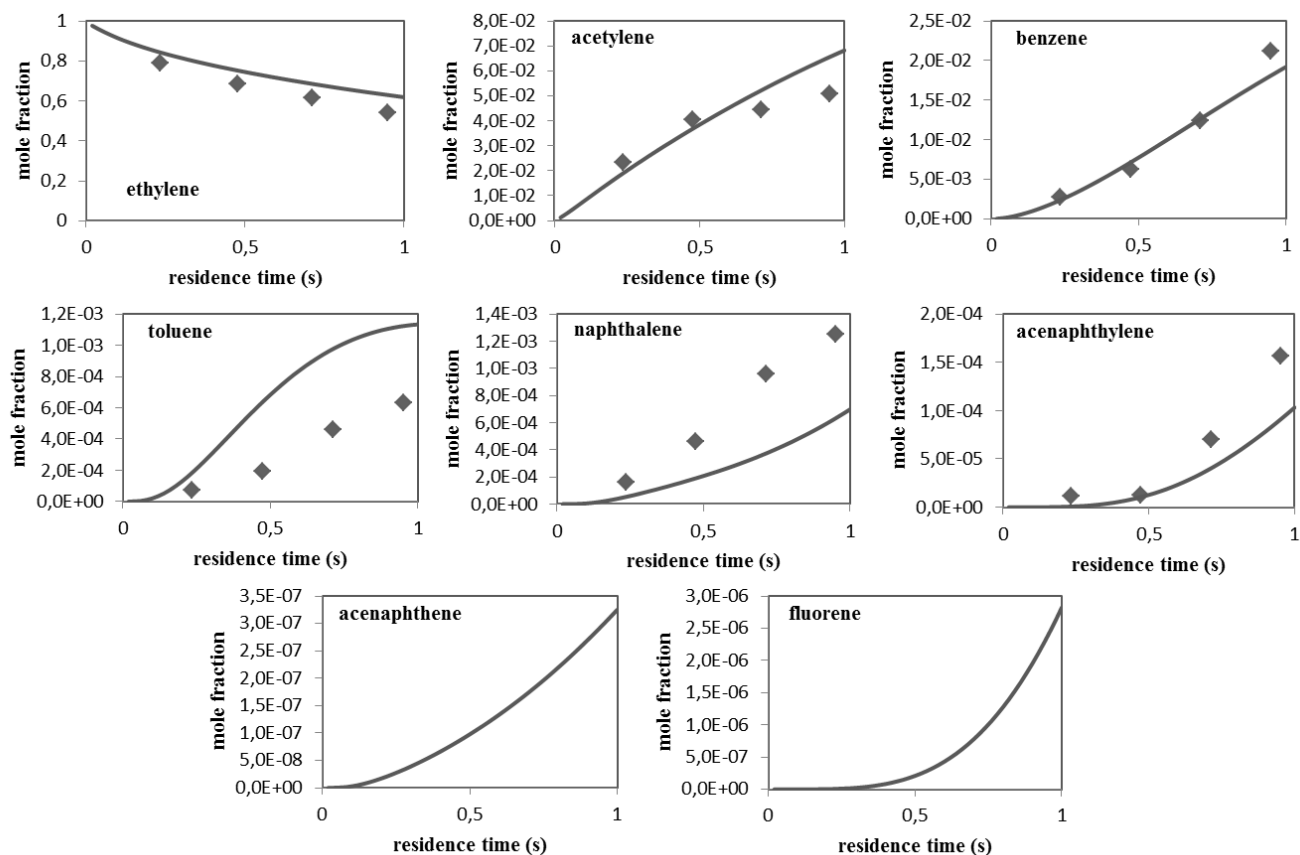 ethylene
mole fraction
1
0,8
0,6
0,4
0,2
0
0
0,5
1
residence time (s)
acetylene
mole fraction
8,0E-02
7,0E-02
6,0E-02
5,0E-02
4,0E-02
3,0E-02
2,0E-02
1,0E-02
0,0E+00
0
0,5
1
residence time (s)
benzene
mole fraction
2,5E-02
2,0E-02
1,5E-02
1,0E-02
5,0E-03
0,0E+00
0
0,5
1
residence time (s)
toluene
mole fraction
1,2E-03
1,0E-03
8,0E-04
6,0E-04
4,0E-04
2,0E-04
0,0E+00
0
0,5
1
residence time (s)
naphthalene
mole fraction
1,4E-03
1,2E-03
1,0E-03
8,0E-04
6,0E-04
4,0E-04
2,0E-04
0,0E+00
0
0,5
1
residence time (s)
acenaphthylene
mole fraction
2,0E-04
1,5E-04
1,0E-04
5,0E-05
0,0E+00
0
0,5
1
residence time (s)
acenaphthene
mole fraction
3,5E-07
3,0E-07
2,5E-07
2,0E-07
1,5E-07
1,0E-07
5,0E-08
0,0E+00
0
0,5
1
residence time (s)
fluorene
mole fraction
3,0E-06
2,5E-06
2,0E-06
1,5E-06
1,0E-06
5,0E-07
0,0E+00
0
0,5
1
residence time (s)